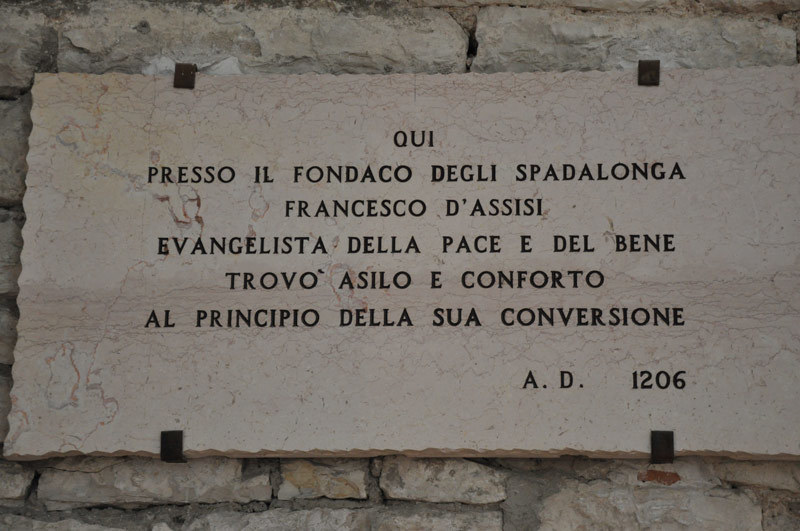 QUI
PRESSO IL FONDACO DEGLI SPADALONGA
FRANCESCO D'ASSISI
EVANGELISTA DELLA PACE E DEL BENE
TROVO` ASILO E CONFORTO
AL PRINCIPIO DELLA SUA CONVERSIONE
A. D. 1206